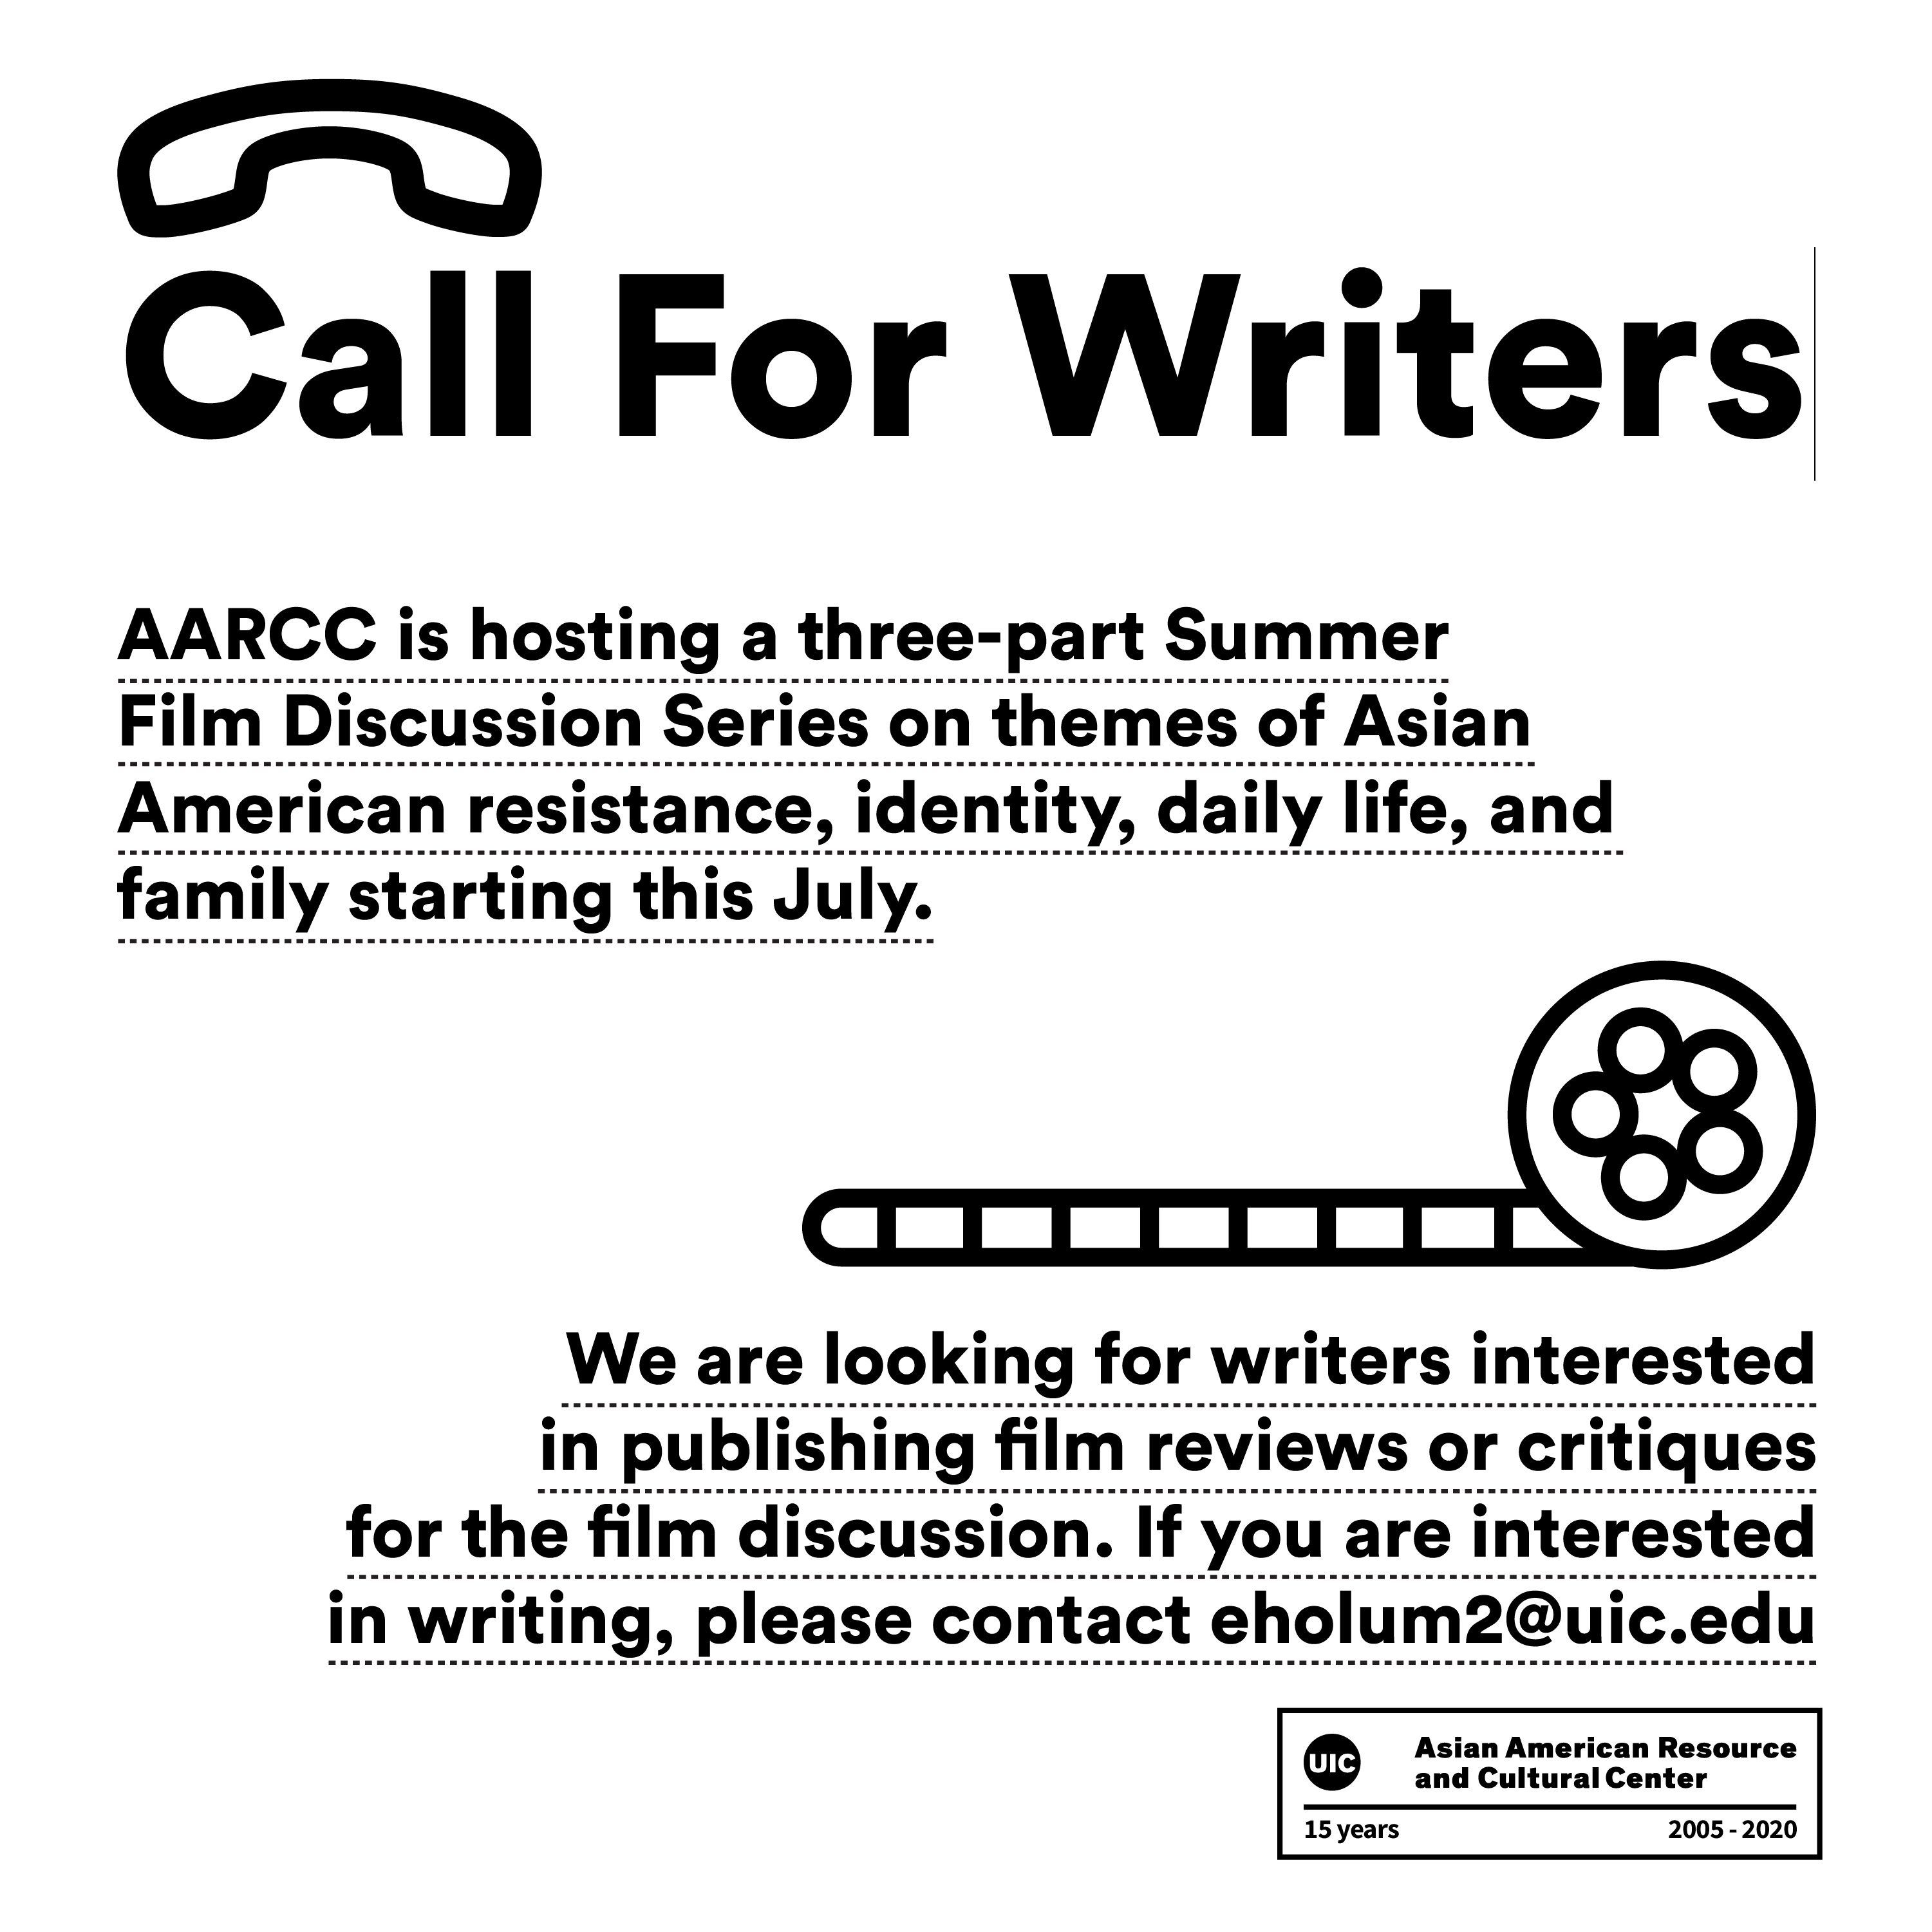 Call For Writers
AARCC is hosting a three-part Summer
Film Discussion Series on themes of Asian
American resistance, identity, daily life, and
family starting this July.
We are looking for writers interested
in publishing film reviews or critiques
for the film discussion. If you are interested
in writing, please contact eholum2@uic.edu
UIC
Asian American Resource
and Cultural Center
15 years 2005 - 2020